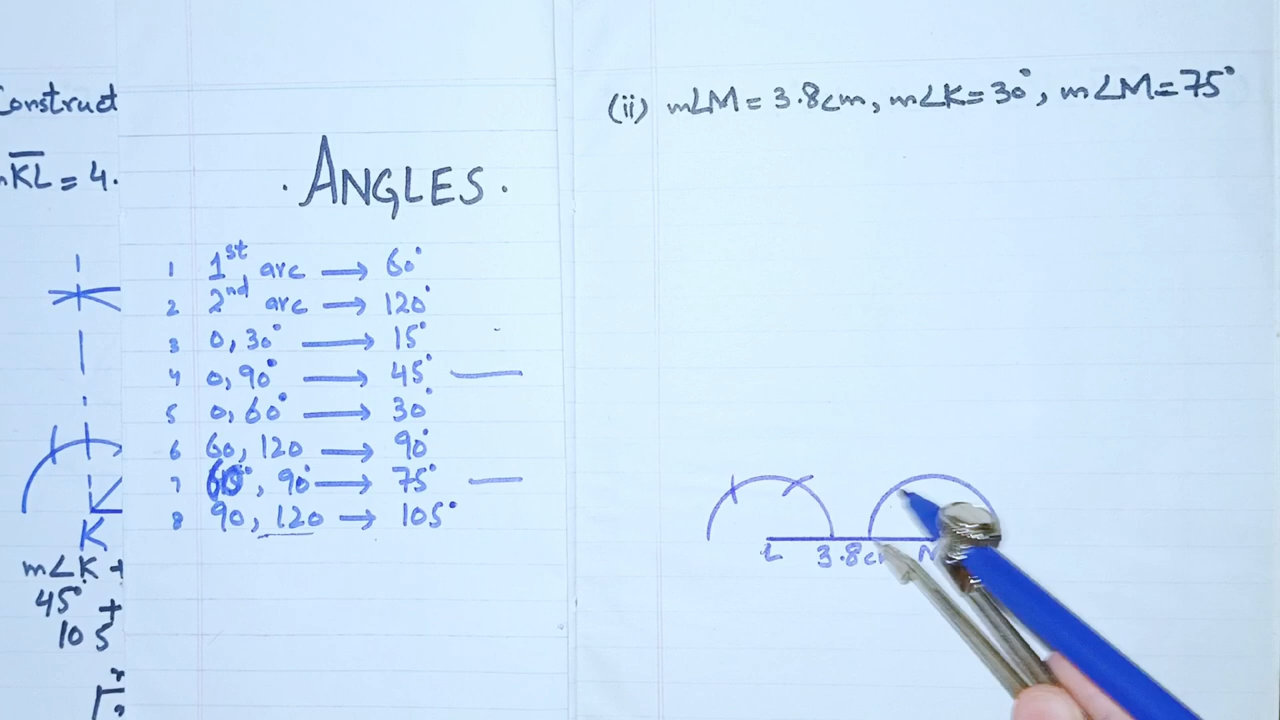 Construct
KL = 4.
m∠K +
45° +
105
K
. ANGLES .
1 1st arc → 60°
2 2nd arc → 120°
3 0, 30° → 15°
4 0, 90° → 45°
5 0, 60° → 30°
6 60, 120 → 90°
7 60°, 90° → 75°
8 90, 120 → 105°
(ii) m∠M = 3.8cm, m∠K = 30°, m∠M = 75°
L 3.8c